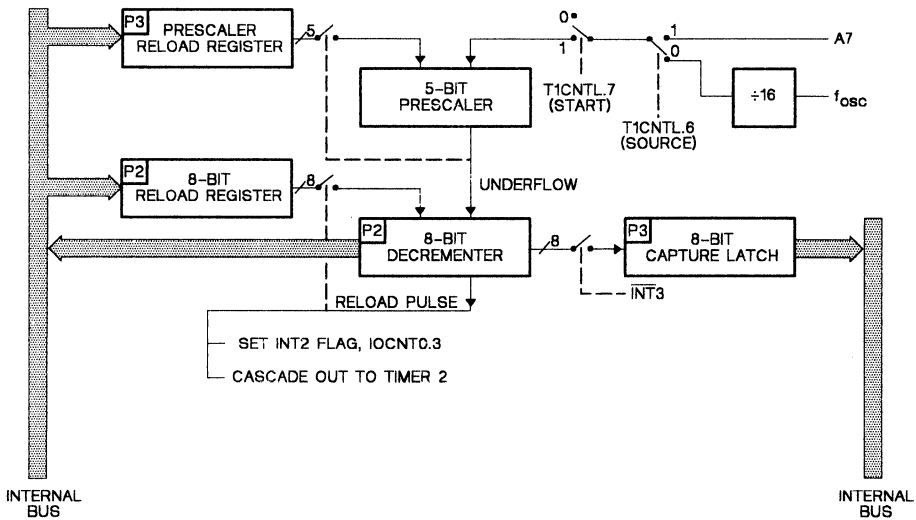 P3
PRESCALER
RELOAD REGISTER
5
0
1
T1CNTL.7
(START)
1
0
T1CNTL.6
(SOURCE)
A7
÷16
fosc
5-BIT
PRESCALER
P2
8-BIT
RELOAD REGISTER
8
UNDERFLOW
P2
8-BIT
DECREMENTER
8
INT3
P3
8-BIT
CAPTURE LATCH
RELOAD PULSE
SET INT2 FLAG, IOCNT0.3
CASCADE OUT TO TIMER 2
INTERNAL
BUS
INTERNAL
BUS